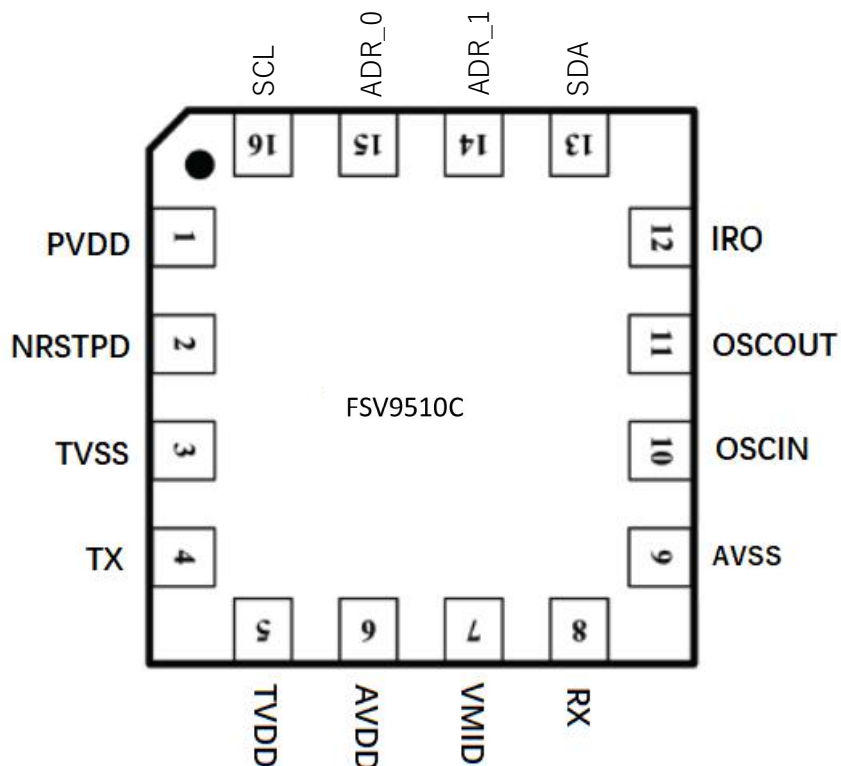 SCL ADR_0 ADR_1 SDA
16 15 14 13
PVDD 1 12 IRQ
NRSTPD 2 11 OSCOUT
FSV9510C
TVSS 3 10 OSCIN
TX 4 9 AVSS
5 6 7 8
TVDD AVDD VMID RX